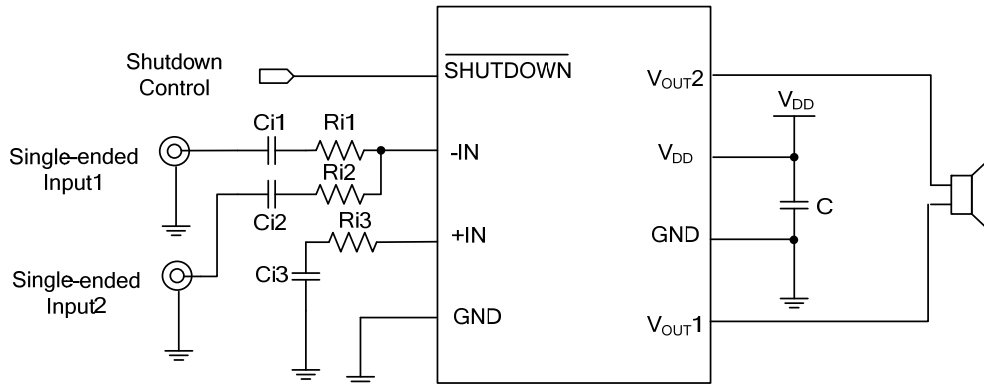 Shutdown
Control
SHUTDOWN
VOUT2
VDD
Ci1
Ri1
Single-ended
Input1
-IN
VDD
Ri2
Ci2
C
Ri3
+IN
GND
Ci3
Single-ended
Input2
GND
VOUT1